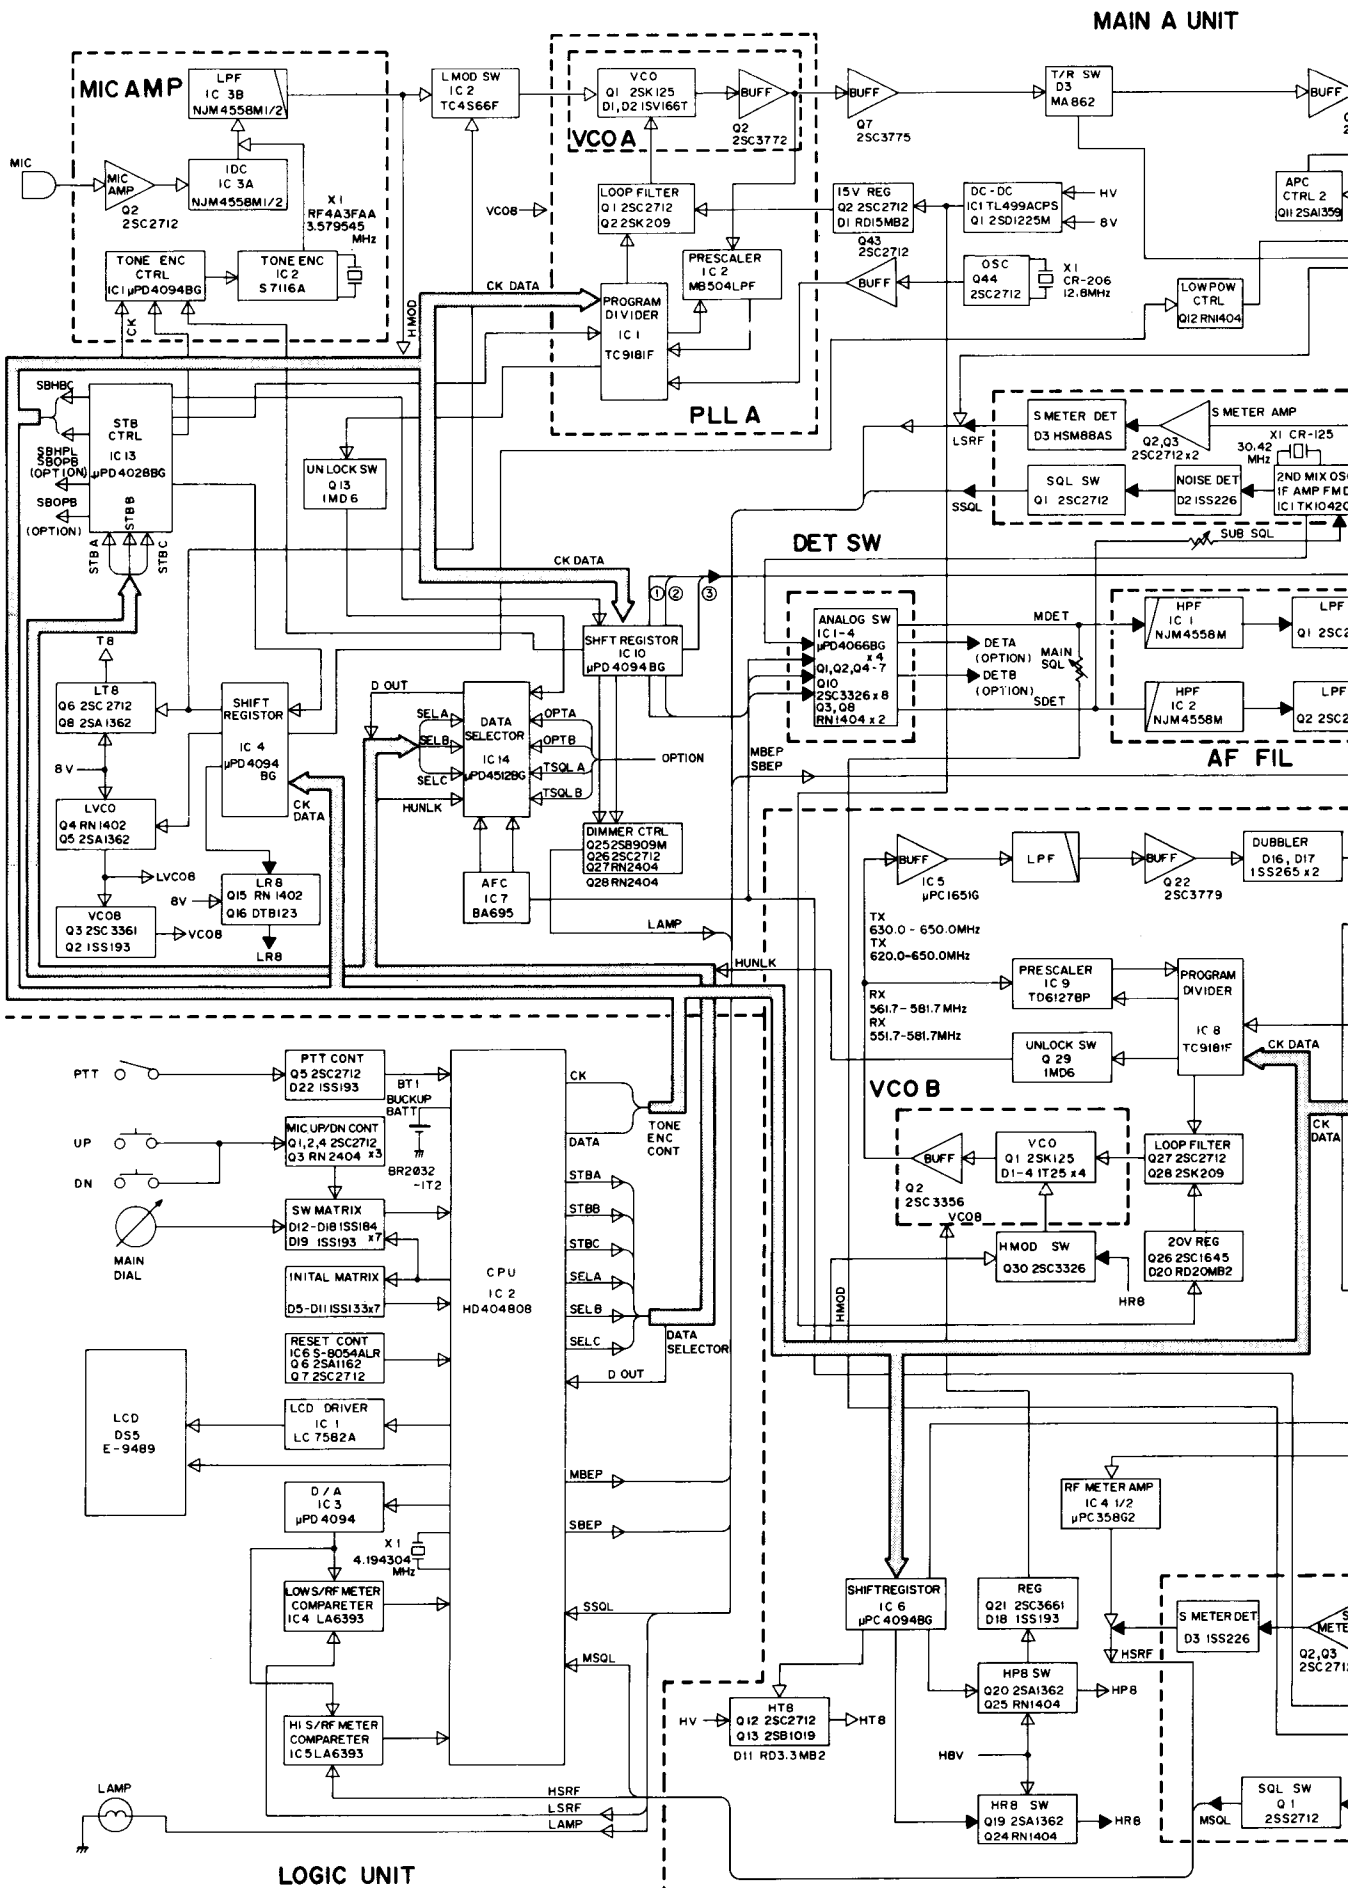 MAIN A UNIT
MIC AMP
LPF
IC 3B
NJM4558M1/2
L MOD SW
IC 2
TC4S66F
VCO
Q1 2SK125
D1, D2 1SV166T
BUFF
Q2
2SC3772
VCO A
BUFF
Q7
2SC3775
T/R SW
D3
MA862
BUFF
MIC
MIC
AMP
Q2
2SC2712
IDC
IC 3A
NJM4558M1/2
X1
RF4A3FAA
3.579545
MHz
TONE ENC
CTRL
IC1 µPD4094BG
TONE ENC
IC 2
S7116A
CK
HMOD
VCO8
LOOP FILTER
Q1 2SC2712
Q2 2SK209
PRESCALER
IC 2
MB504LPF
CK DATA
PROGRAM
DIVIDER
IC 1
TC9181F
PLL A
15V REG
Q2 2SC2712
D1 RD15MB2
DC-DC
IC1 TL499ACPS
Q1 2SD1225M
HV
8V
Q43
2SC2712
BUFF
OSC
Q44
2SC2712
X1
CR-206
12.8MHz
APC
CTRL 2
Q11 2SA1359
LOW POW
CTRL
Q12 RN1404
SBHBC
SBHPL
SBOPB
(OPTION)
SBOPB
(OPTION)
STB
CTRL
IC 13
µPD4028BG
STBA
STBB
STBC
UNLOCK SW
Q13
IMD6
LSRF
S METER DET
D3 HSM88AS
S METER AMP
Q2, Q3
2SC2712x2
X1 CR-125
30.42
MHz
SSQL
SQL SW
Q1 2SC2712
NOISE DET
D2 1SS226
2ND MIX OSC
IF AMP FM D
IC1 TK10420
SUB SQL
DET SW
CK DATA
① ② ③
SHFT REGISTOR
IC 10
µPD4094BG
ANALOG SW
IC 1-4
µPD4066BG
x4
Q1, Q2, Q4-7
Q10
2SC3326x8
Q3, Q8
RN1404x2
MDET
DETA
(OPTION)
DETB
(OPTION)
SDET
MAIN
SQL
HPF
IC 1
NJM4558M
LPF
Q1 2SC2
HPF
IC 2
NJM4558M
LPF
Q2 2SC2
AF FIL
T8
LT8
Q6 2SC2712
Q8 2SA1362
SHIFT
REGISTOR
IC 4
µPD4094
BG
8V
LVCO
Q4 RN1402
Q5 2SA1362
CK
DATA
D OUT
SELA
SELB
SELC
HUNLK
DATA
SELECTOR
IC14
µPD4512BG
OPTA
OPTB
TSQL A
TSQL B
OPTION
MBEP
SBEP
DIMMER CTRL
Q25 2SB909M
Q26 2SC2712
Q27 RN2404
Q28 RN2404
AFC
IC 7
BA695
LVCO8
VCO8
Q3 2SC3361
Q2 1SS193
VCO8
8V
LR 8
Q15 RN1402
Q16 DTB123
LR8
LAMP
HUNLK
BUFF
IC 5
µPC1651G
LPF
BUFF
Q22
2SC3779
DUBBLER
D16, D17
1SS265x2
TX
630.0-650.0MHz
TX
620.0-650.0MHz
RX
561.7-581.7MHz
RX
551.7-581.7MHz
PRESCALER
IC 9
TD6127BP
PROGRAM
DIVIDER
IC 8
TC9181F
UNLOCK SW
Q 29
IMD6
CK DATA
CK
DATA
VCO B
BUFF
Q2
2SC3356
VCO
Q1 2SK125
D1-4 1T25x4
LOOP FILTER
Q27 2SC2712
Q28 2SK209
VCO8
HMOD SW
Q30 2SC3326
HR8
20V REG
Q26 2SC1645
D20 RD20MB2
HMOD
PTT
PTT CONT
Q5 2SC2712
D22 1SS193
BT1
BUCKUP
BATT
BR2032
-1T2
UP
DN
MIC UP/DN CONT
Q1,2,4 2SC2712
Q3 RN2404 x3
MAIN
DIAL
SW MATRIX
D12-D18 1SS184
D19 1SS193 x7
INITAL MATRIX
D5-D11 1SS133x7
RESET CONT
IC6 S-8054ALR
Q6 2SA1162
Q7 2SC2712
LCD
DS5
E-9489
LCD DRIVER
IC 1
LC7582A
D/A
IC 3
µPD4094
X1
4.194304
MHz
LOW S/RF METER
COMPARETER
IC4 LA6393
HI S/RF METER
COMPARETER
IC5 LA6393
CPU
IC 2
HD404808
CK
DATA
TONE
ENC
CONT
STBA
STBB
STBC
SELA
SELB
SELC
DATA
SELECTOR
D OUT
MBEP
SBEP
SSQL
MSQL
HSRF
LSRF
LAMP
LAMP
LOGIC UNIT
RF METER AMP
IC 4 1/2
µPC358G2
SHIFT REGISTOR
IC 6
µPC4094BG
REG
Q21 2SC3661
D18 1SS193
S METER DET
D3 1SS226
S
METE
Q2, Q3
2SC2712
HSRF
HP8 SW
Q20 2SA1362
Q25 RN1404
HP8
HV
HT8
Q12 2SC2712
Q13 2SB1019
D11 RD3.3MB2
HT8
H8V
HR8 SW
Q19 2SA1362
Q24 RN1404
HR8
MSQL
SQL SW
Q1
2SS2712